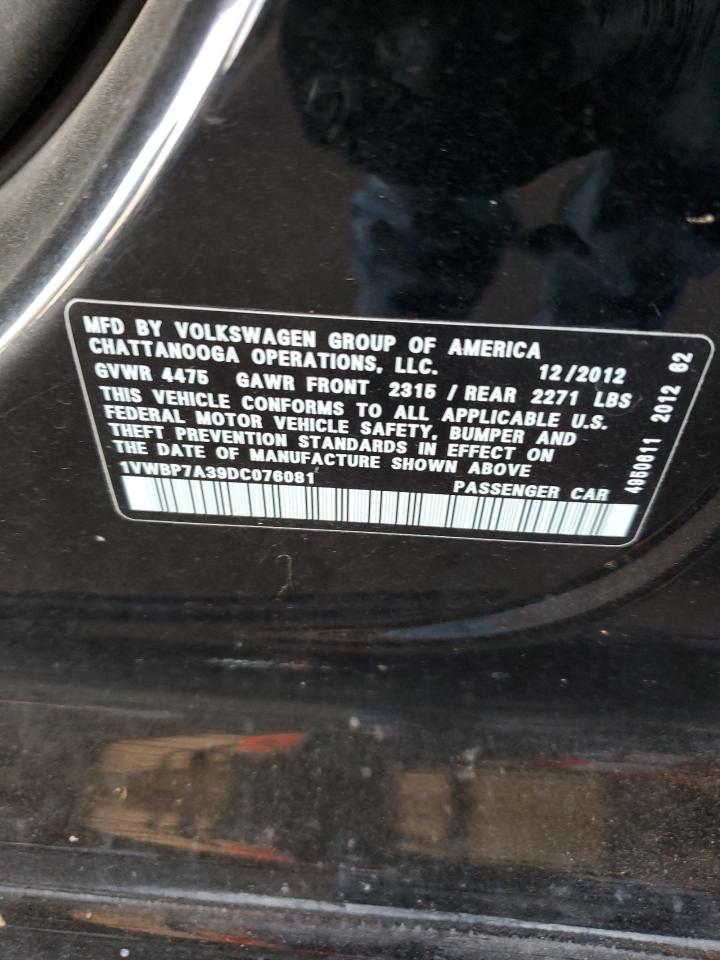 MFD BY VOLKSWAGEN GROUP OF AMERICA
CHATTANOOGA OPERATIONS, LLC. 12/2012
GVWR 4475 GAWR FRONT 2315 / REAR 2271 LBS
THIS VEHICLE CONFORMS TO ALL APPLICABLE U.S.
FEDERAL MOTOR VEHICLE SAFETY, BUMPER AND
THEFT PREVENTION STANDARDS IN EFFECT ON
THE DATE OF MANUFACTURE SHOWN ABOVE
1VWBP7A39DC076081 PASSENGER CAR
4950611 2012 62